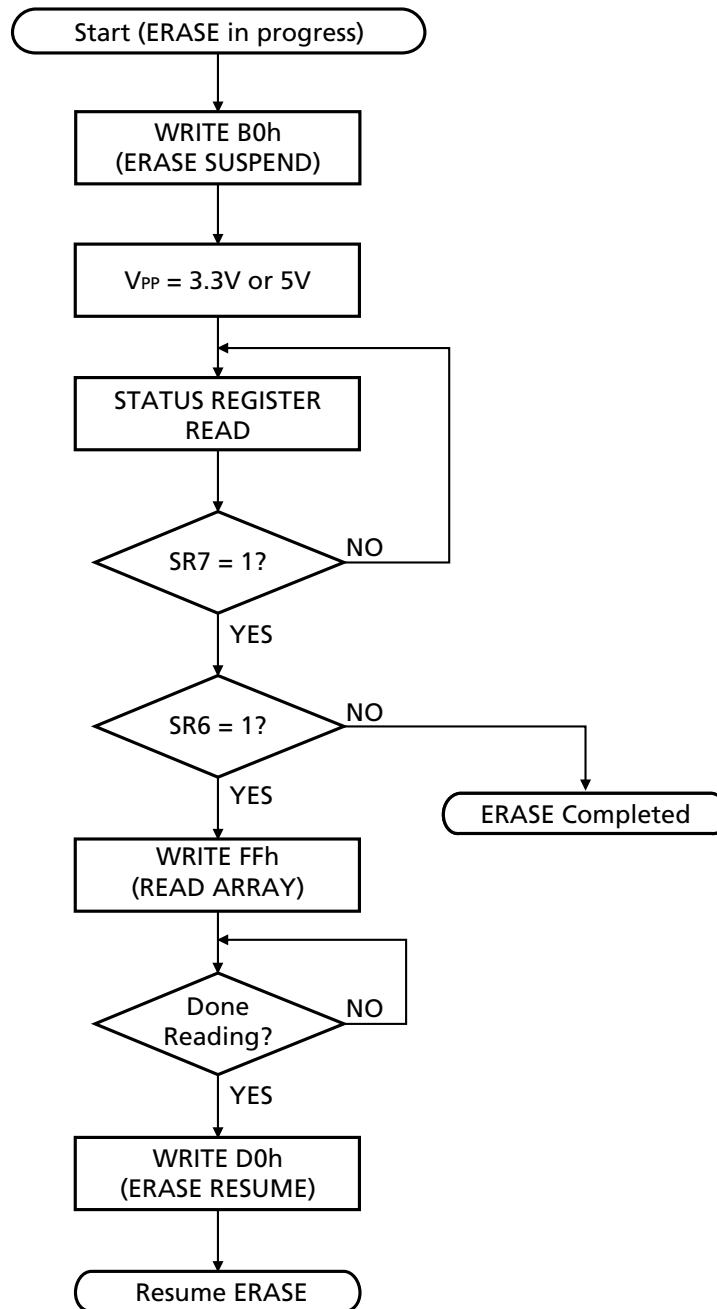 Start (ERASE in progress)
WRITE B0h
(ERASE SUSPEND)
VPP = 3.3V or 5V
STATUS REGISTER
READ
SR7 = 1?
NO
YES
SR6 = 1?
NO
YES
ERASE Completed
WRITE FFh
(READ ARRAY)
Done
Reading?
NO
YES
WRITE D0h
(ERASE RESUME)
Resume ERASE